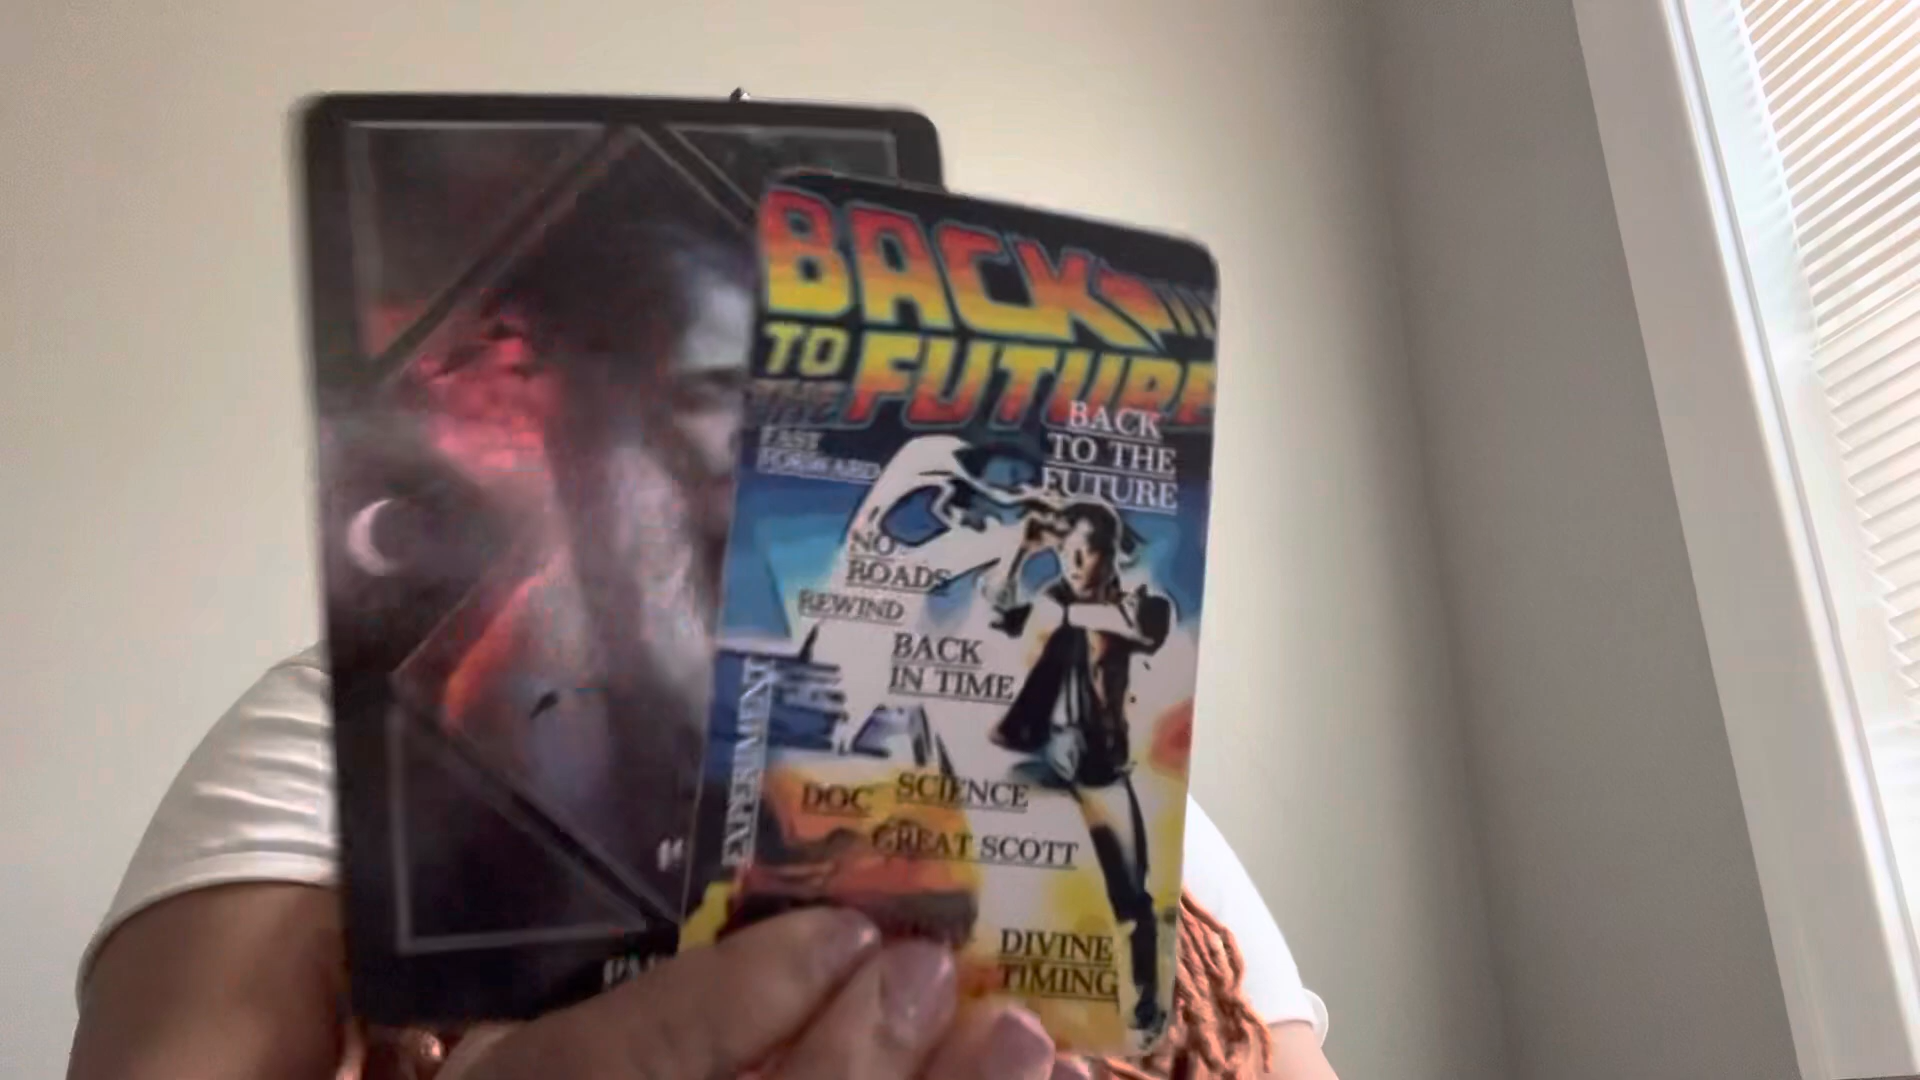 BACK
TO THE FUTURE
BACK
TO THE
FUTURE
FAST
FORWARD
NO
ROADS
REWIND
BACK
IN TIME
EXPERIMENT
DOC
SCIENCE
GREAT SCOTT
DIVINE
TIMING